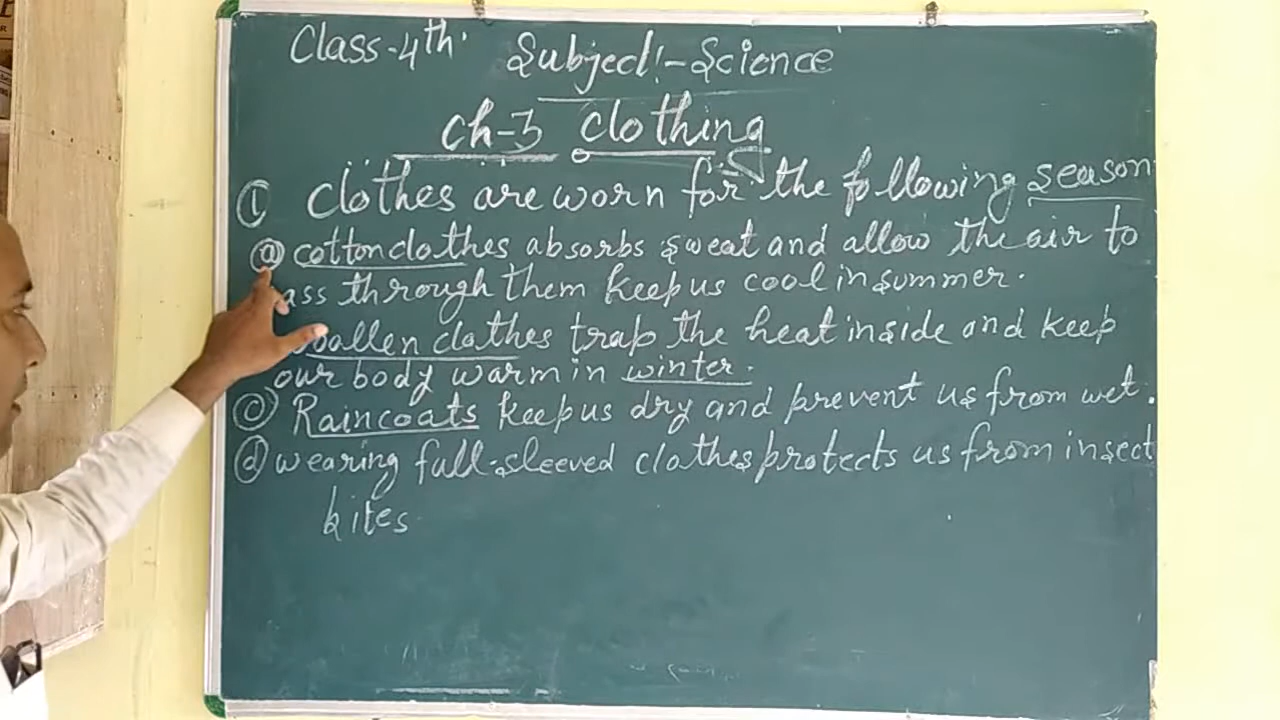 Class-4th.
Subject:-Science
Ch-3 clothing
① Clothes are worn for the following season
ⓐ cotton clothes absorbs sweat and allow the air to
ass through them keep us cool in summer.
oollen clothes trap the heat inside and keep
our body warm in winter.
ⓒ Raincoats keep us dry and prevent us from wet.
ⓓ wearing full-sleeved clothes protects us from insect
bites